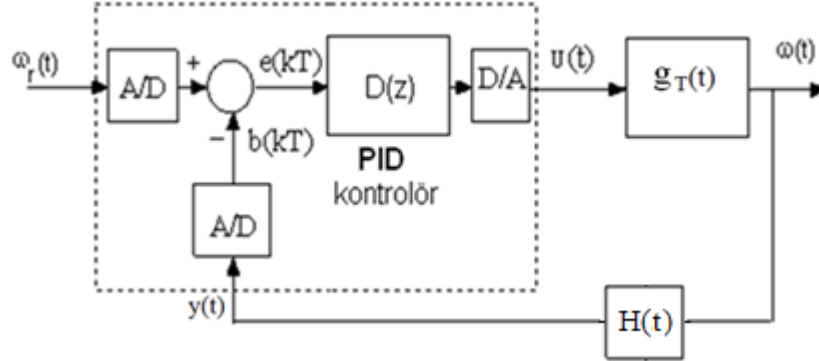 ω_r(t)
A/D
+
e(kT)
D(z)
D/A
U(t)
g_T(t)
ω(t)
−
b(kT)
PID
kontrolör
A/D
y(t)
H(t)